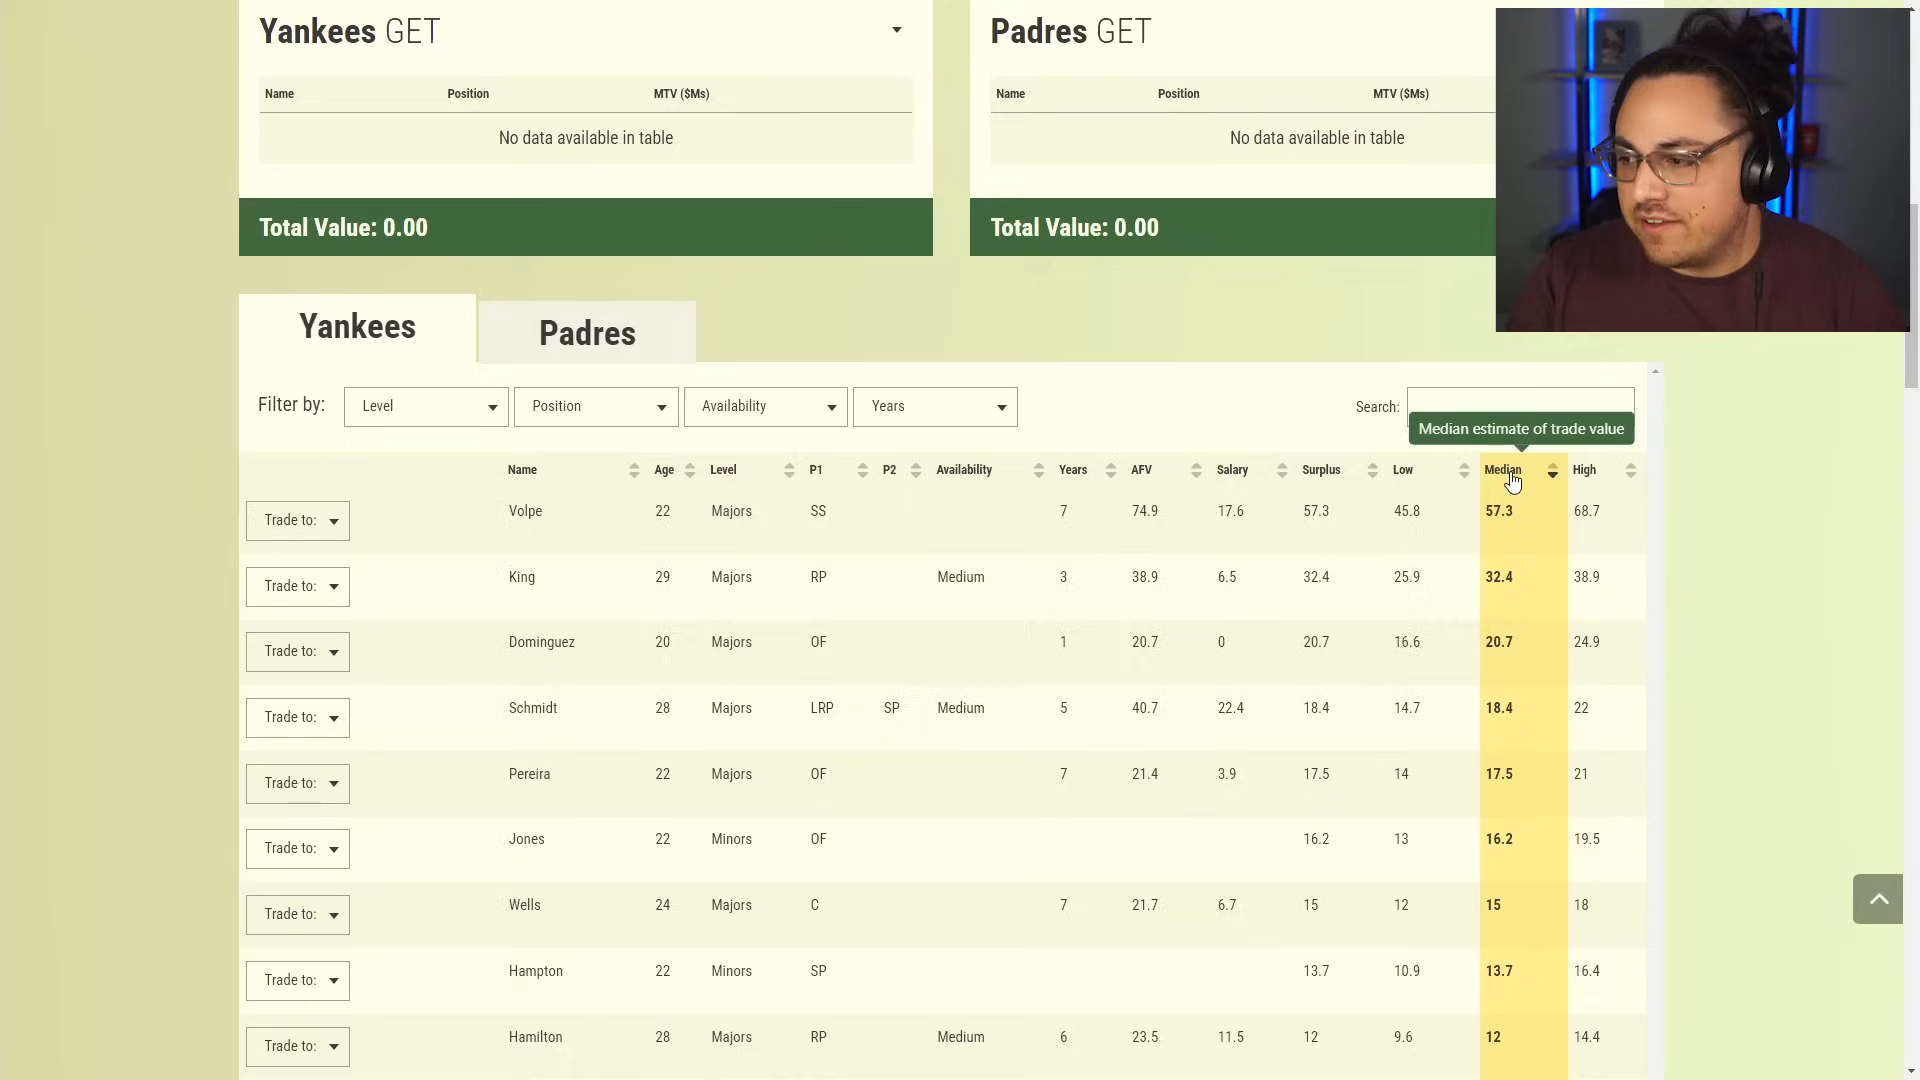 Yankees GET
Padres GET
Name Position MTV ($Ms)
Name Position MTV ($Ms)
No data available in table
No data available in table
Total Value: 0.00
Total Value: 0.00
Yankees
Padres
Filter by: Level Position Availability Years Search:
Median estimate of trade value
Name Age Level P1 P2 Availability Years AFV Salary Surplus Low Median High
Trade to: Volpe 22 Majors SS 7 74.9 17.6 57.3 45.8 57.3 68.7
Trade to: King 29 Majors RP Medium 3 38.9 6.5 32.4 25.9 32.4 38.9
Trade to: Dominguez 20 Majors OF 1 20.7 0 20.7 16.6 20.7 24.9
Trade to: Schmidt 28 Majors LRP SP Medium 5 40.7 22.4 18.4 14.7 18.4 22
Trade to: Pereira 22 Majors OF 7 21.4 3.9 17.5 14 17.5 21
Trade to: Jones 22 Minors OF 16.2 13 16.2 19.5
Trade to: Wells 24 Majors C 7 21.7 6.7 15 12 15 18
Trade to: Hampton 22 Minors SP 13.7 10.9 13.7 16.4
Trade to: Hamilton 28 Majors RP Medium 6 23.5 11.5 12 9.6 12 14.4